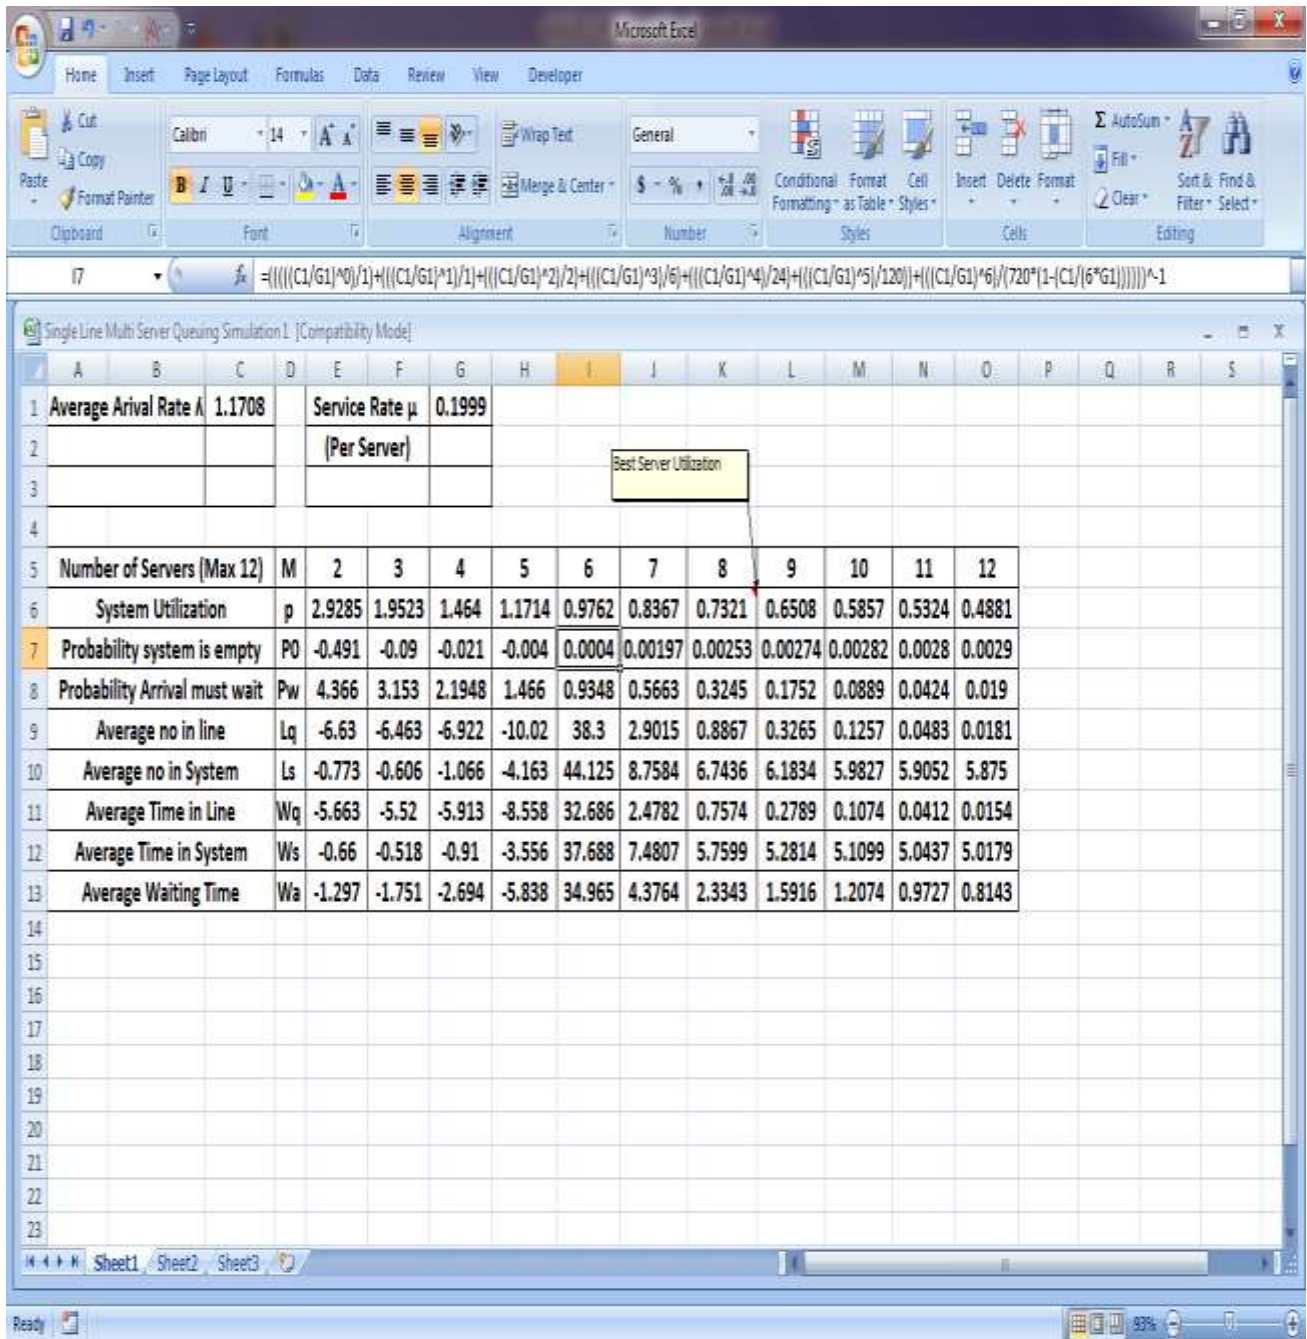 Microsoft Excel
Home Insert Page Layout Formulas Data Review View Developer
Cut
Copy
Format Painter
Paste
Clipboard
Calibri 14
B I U
Font
Wrap Text
Merge & Center
Alignment
General
$ % ,
Number
Conditional Formatting
Format as Table
Cell Styles
Styles
Insert Delete Format
Cells
Σ AutoSum
Fill
Clear
Sort & Filter
Find & Select
Editing
I7 fx =(((((C1/G1)^0)/1)+(((C1/G1)^1)/1)+(((C1/G1)^2)/2)+(((C1/G1)^3)/6)+(((C1/G1)^4)/24)+(((C1/G1)^5)/120))+(((C1/G1)^6)/(720*(1-(C1/(6*G1))))))^-1
Single Line Multi Server Queuing Simulation1 [Compatibility Mode]
A B C D E F G H I J K L M N O P Q R S
1 Average Arival Rate λ 1.1708 Service Rate µ 0.1999
2 (Per Server)
Best Server Utilization
3
4
5 Number of Servers (Max 12) M 2 3 4 5 6 7 8 9 10 11 12
6 System Utilization p 2.9285 1.9523 1.464 1.1714 0.9762 0.8367 0.7321 0.6508 0.5857 0.5324 0.4881
7 Probability system is empty P0 -0.491 -0.09 -0.021 -0.004 0.0004 0.00197 0.00253 0.00274 0.00282 0.0028 0.0029
8 Probability Arrival must wait Pw 4.366 3.153 2.1948 1.466 0.9348 0.5663 0.3245 0.1752 0.0889 0.0424 0.019
9 Average no in line Lq -6.63 -6.463 -6.922 -10.02 38.3 2.9015 0.8867 0.3265 0.1257 0.0483 0.0181
10 Average no in System Ls -0.773 -0.606 -1.066 -4.163 44.125 8.7584 6.7436 6.1834 5.9827 5.9052 5.875
11 Average Time in Line Wq -5.663 -5.52 -5.913 -8.558 32.686 2.4782 0.7574 0.2789 0.1074 0.0412 0.0154
12 Average Time in System Ws -0.66 -0.518 -0.91 -3.556 37.688 7.4807 5.7599 5.2814 5.1099 5.0437 5.0179
13 Average Waiting Time Wa -1.297 -1.751 -2.694 -5.838 34.965 4.3764 2.3343 1.5916 1.2074 0.9727 0.8143
14
15
16
17
18
19
20
21
22
23
Sheet1 Sheet2 Sheet3
Ready 93%